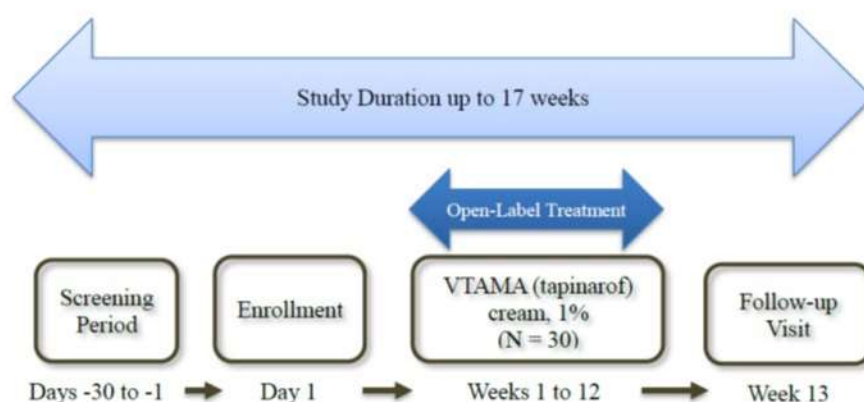 Study Duration up to 17 weeks
Open-Label Treatment
Screening
Period
Enrollment
VTAMA (tapinarof)
cream, 1%
(N = 30)
Follow-up
Visit
Days -30 to -1
Day 1
Weeks 1 to 12
Week 13